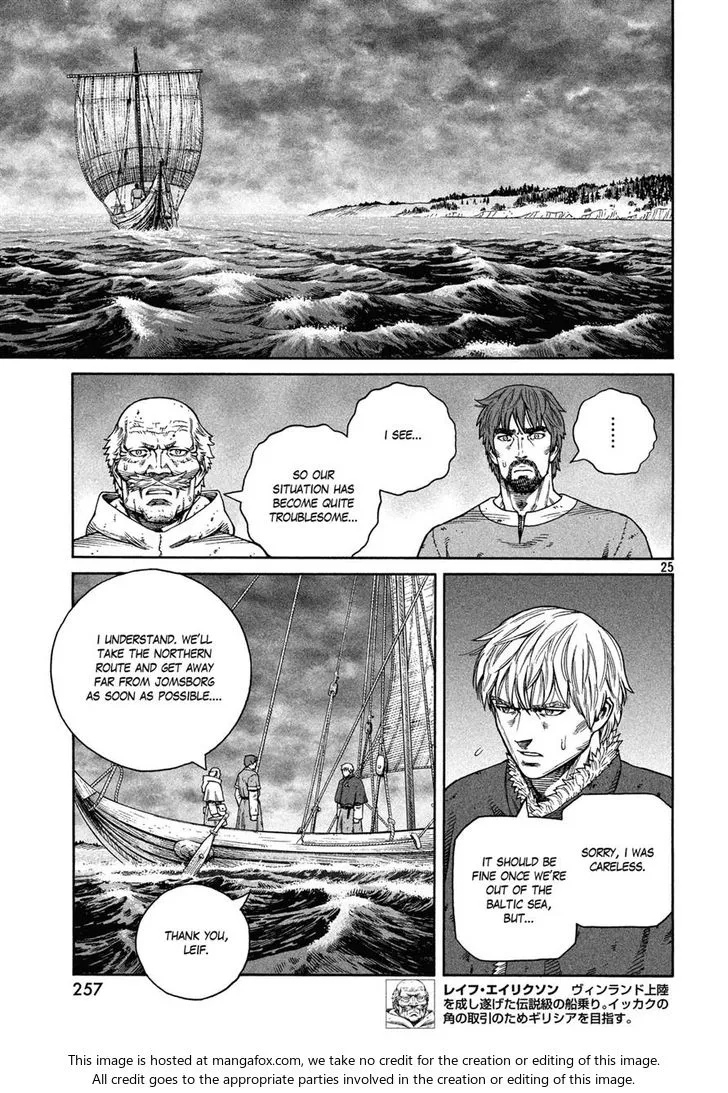 ......
I SEE...
SO OUR
SITUATION HAS
BECOME QUITE
TROUBLESOME...
25
SORRY, I WAS
CARELESS.
IT SHOULD BE
FINE ONCE WE'RE
OUT OF THE
BALTIC SEA,
BUT...
I UNDERSTAND. WE'LL
TAKE THE NORTHERN
ROUTE AND GET AWAY
FAR FROM JOMSBORG
AS SOON AS POSSIBLE....
THANK YOU,
LEIF.
257
レイフ・エイリクソン ヴィンランド上陸
を成し遂げた伝説級の船乗り。イッカクの
角の取引のためギリシアを目指す。
This image is hosted at mangafox.com, we take no credit for the creation or editing of this image.
All credit goes to the appropriate parties involved in the creation or editing of this image.